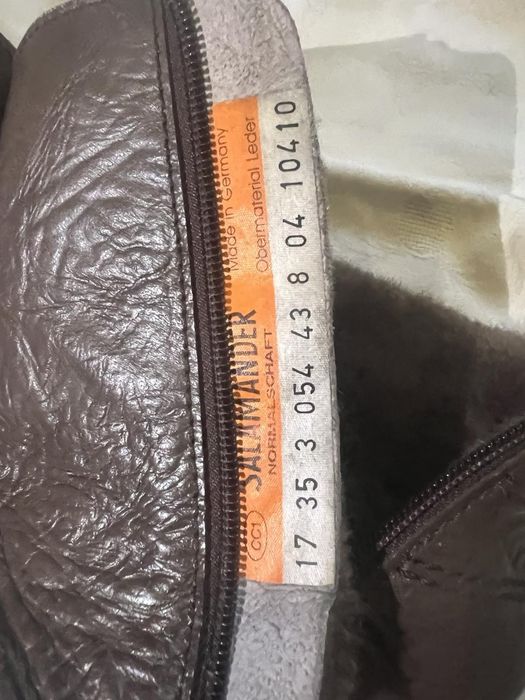 Made in Germany
Obermaterial Leder
CC1 SALAMANDER
NORMALSCHAFT
17 35 3 054 43 8 04 10410